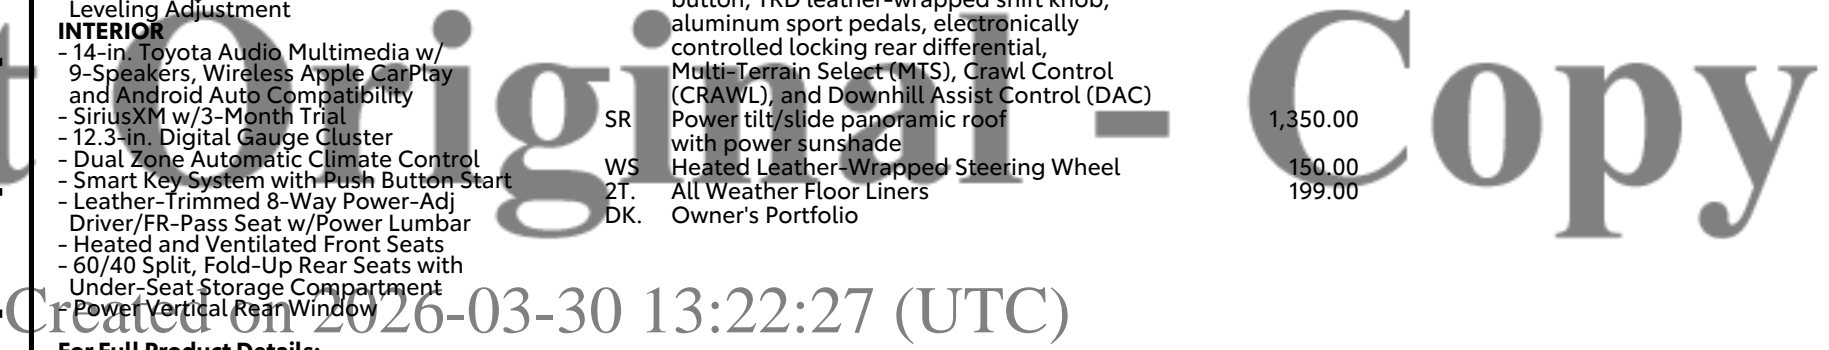 Leveling Adjustment
INTERIOR
- 14-in. Toyota Audio Multimedia w/
9-Speakers, Wireless Apple CarPlay
and Android Auto Compatibility
- SiriusXM w/3-Month Trial
- 12.3-in. Digital Gauge Cluster
- Dual Zone Automatic Climate Control
- Smart Key System with Push Button Start
- Leather-Trimmed 8-Way Power-Adj
Driver/FR-Pass Seat w/Power Lumbar
- Heated and Ventilated Front Seats
- 60/40 Split, Fold-Up Rear Seats with
Under-Seat Storage Compartment
- Power Vertical Rear Window
For Full Product Details:
button, TRD leather-wrapped shift knob,
aluminum sport pedals, electronically
controlled locking rear differential,
Multi-Terrain Select (MTS), Crawl Control
(CRAWL), and Downhill Assist Control (DAC)
SR Power tilt/slide panoramic roof 1,350.00
with power sunshade
WS Heated Leather-Wrapped Steering Wheel 150.00
2T. All Weather Floor Liners 199.00
DK. Owner's Portfolio
t Original - Copy
Created on 2026-03-30 13:22:27 (UTC)